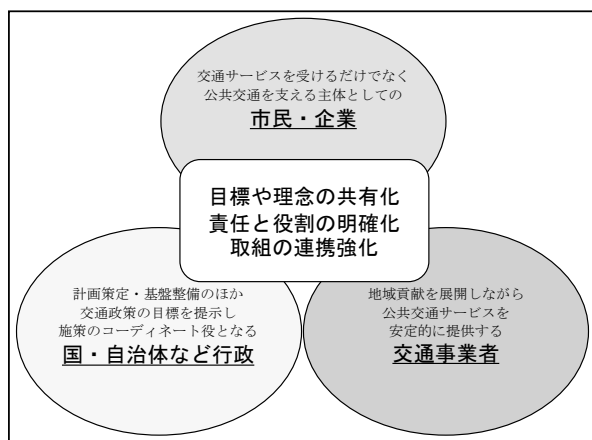 交通サービスを受けるだけでなく
公共交通を支える主体としての
市民・企業
目標や理念の共有化
責任と役割の明確化
取組の連携強化
計画策定・基盤整備のほか
交通政策の目標を提示し
施策のコーディネート役となる
国・自治体など行政
地域貢献を展開しながら
公共交通サービスを
安定的に提供する
交通事業者